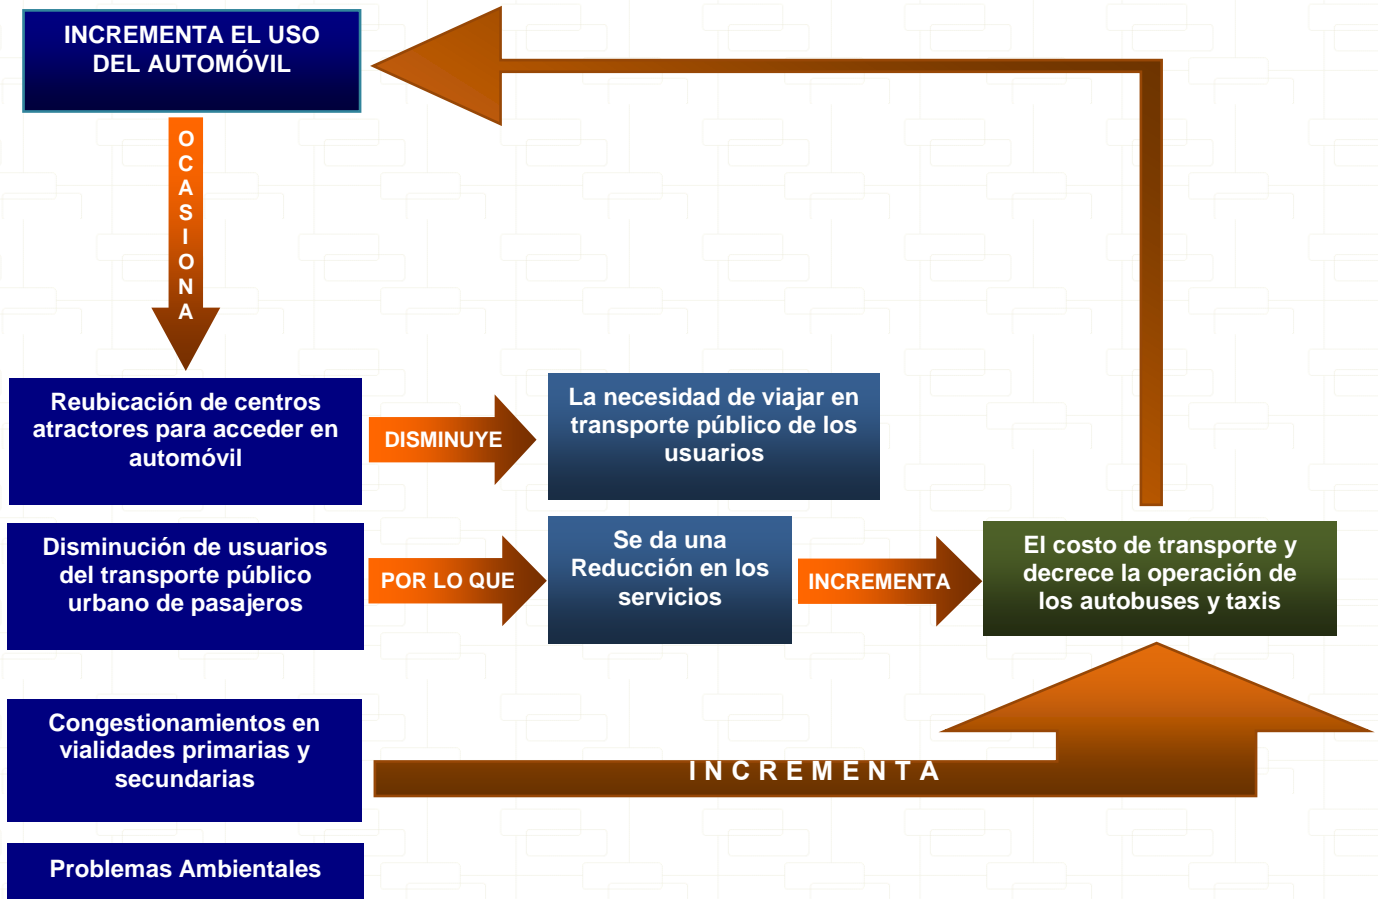 INCREMENTA EL USO
DEL AUTOMÓVIL
OCASIONA
Reubicación de centros
atractores para acceder en
automóvil
DISMINUYE
La necesidad de viajar en
transporte público de los
usuarios
Disminución de usuarios
del transporte público
urbano de pasajeros
POR LO QUE
Se da una
Reducción en los
servicios
INCREMENTA
El costo de transporte y
decrece la operación de
los autobuses y taxis
Congestionamientos en
vialidades primarias y
secundarias
INCREMENTA
Problemas Ambientales